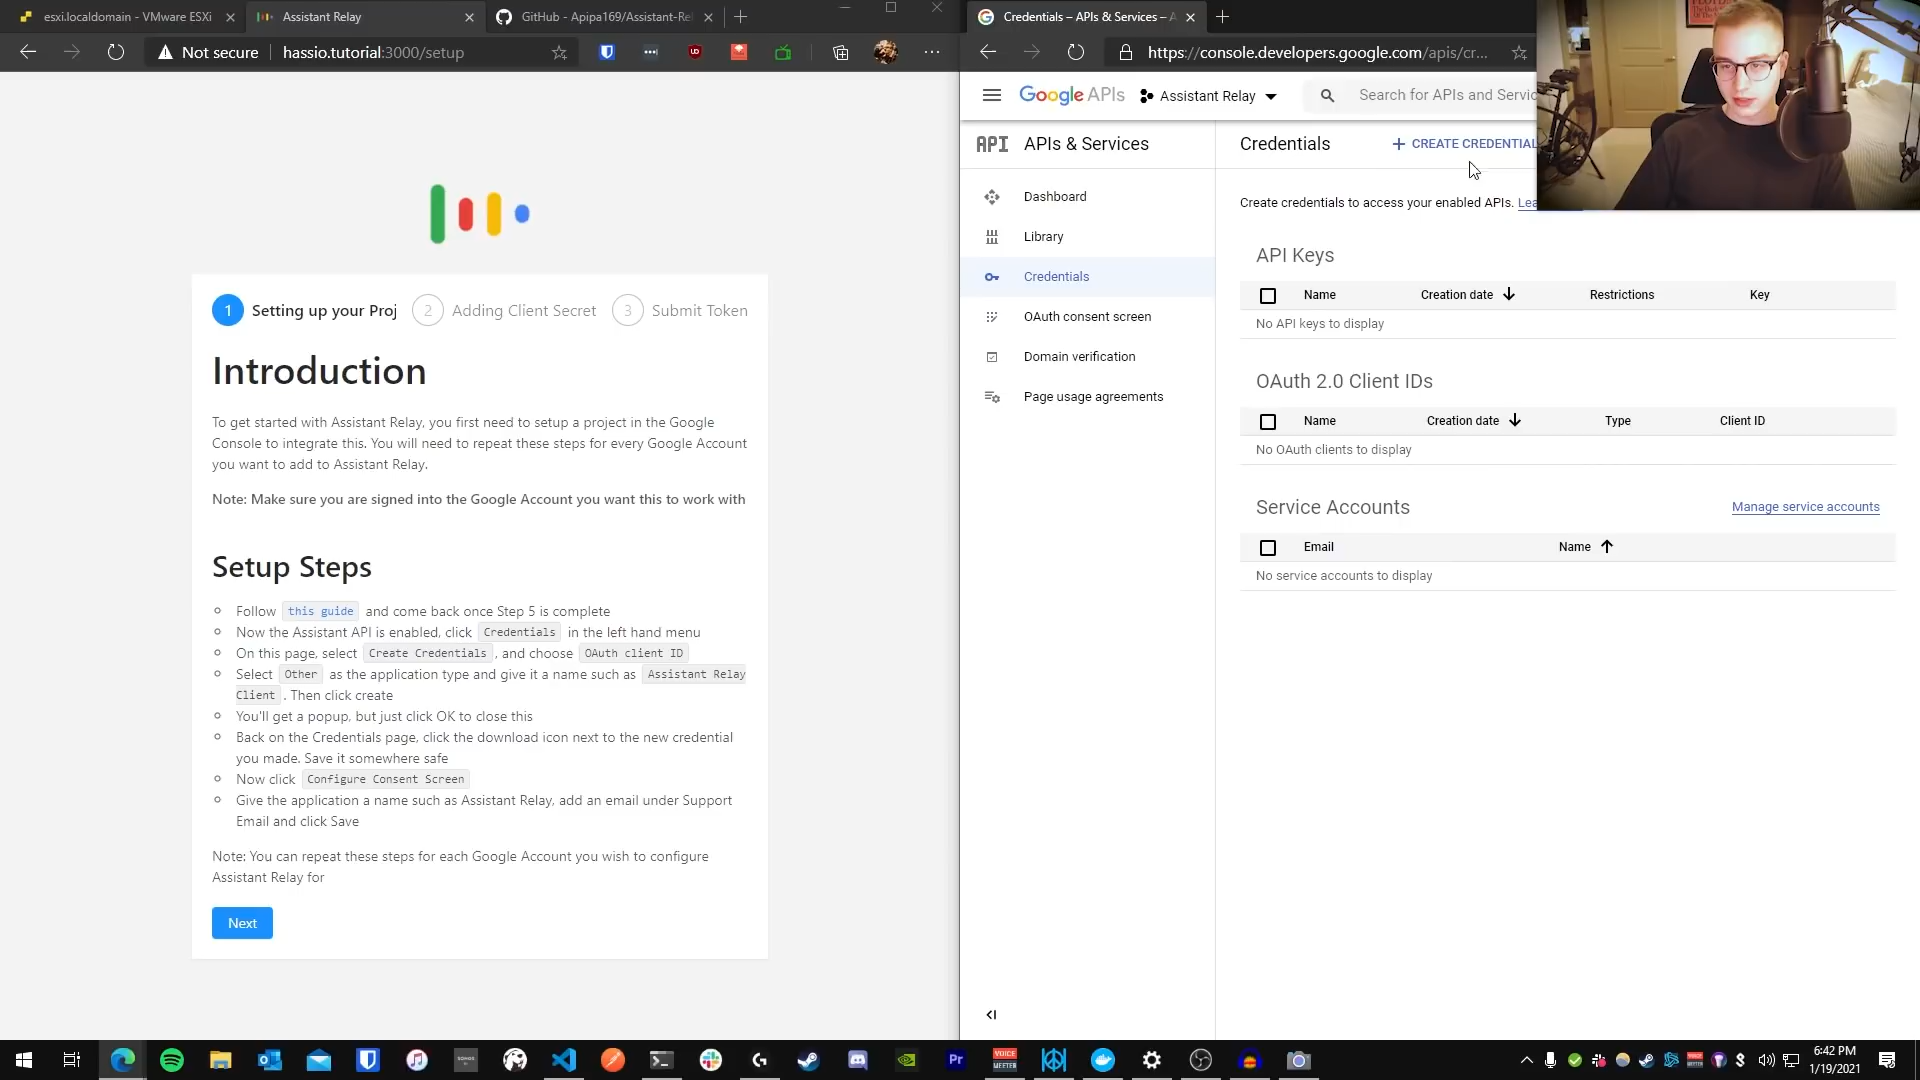 esxi.localdomain - VMware ESXi
Assistant Relay
GitHub - Apipa169/Assistant-Rel
Not secure
hassio.tutorial:3000/setup
1
Setting up your Proj
2
Adding Client Secret
3
Submit Token
Introduction
To get started with Assistant Relay, you first need to setup a project in the Google
Console to integrate this. You will need to repeat these steps for every Google Account
you want to add to Assistant Relay.
Note: Make sure you are signed into the Google Account you want this to work with
Setup Steps
Follow this guide and come back once Step 5 is complete
Now the Assistant API is enabled, click Credentials in the left hand menu
On this page, select Create Credentials, and choose OAuth client ID
Select Other as the application type and give it a name such as Assistant Relay
Client. Then click create
You'll get a popup, but just click OK to close this
Back on the Credentials page, click the download icon next to the new credential
you made. Save it somewhere safe
Now click Configure Consent Screen
Give the application a name such as Assistant Relay, add an email under Support
Email and click Save
Note: You can repeat these steps for each Google Account you wish to configure
Assistant Relay for
Next
Credentials – APIs & Services – A
https://console.developers.google.com/apis/cr...
Google APIs
Assistant Relay
Search for APIs and Servic
API
APIs & Services
Dashboard
Library
Credentials
OAuth consent screen
Domain verification
Page usage agreements
Credentials
+ CREATE CREDENTIAL
Create credentials to access your enabled APIs. Lea
API Keys
Name
Creation date
Restrictions
Key
No API keys to display
OAuth 2.0 Client IDs
Name
Creation date
Type
Client ID
No OAuth clients to display
Service Accounts
Manage service accounts
Email
Name
No service accounts to display
SONOS
Pr
VOICE
MEETER
6:42 PM
1/19/2021